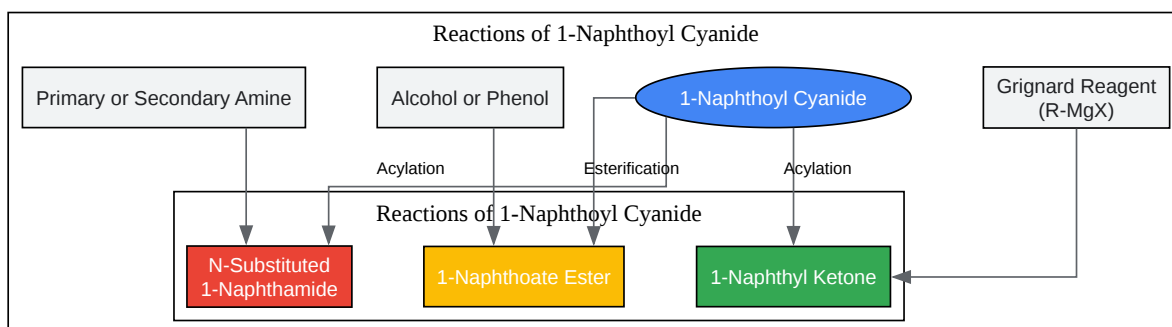 Reactions of 1-Naphthoyl Cyanide
Primary or Secondary Amine
Alcohol or Phenol
1-Naphthoyl Cyanide
Grignard Reagent
(R-MgX)
Acylation
Esterification
Acylation
Reactions of 1-Naphthoyl Cyanide
N-Substituted
1-Naphthamide
1-Naphthoate Ester
1-Naphthyl Ketone